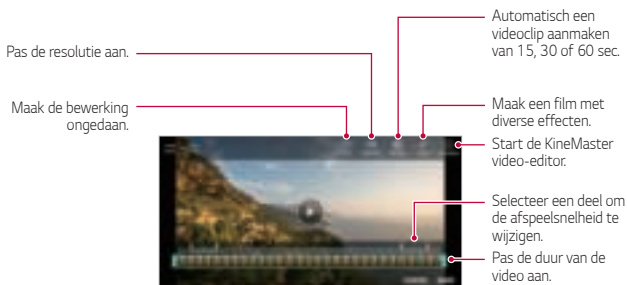 Pas de resolutie aan.
Maak de bewerking
ongedaan.
Automatisch een
videoclip aanmaken
van 15, 30 of 60 sec.
Maak een film met
diverse effecten.
Start de KineMaster
video-editor.
Selecteer een deel om
de afspeelsnelheid te
wijzigen.
Pas de duur van de
video aan.